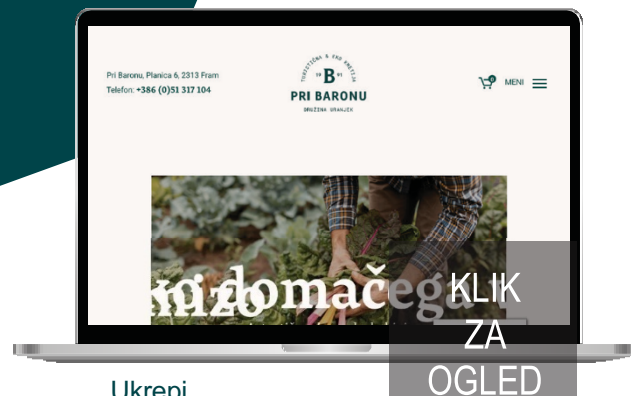 Pri Baronu, Planica 6, 2313 Fram
Telefon: +386 (0)51 317 104
TURISTIČNA & EKO KMETIJA
19 B 91
PRI BARONU
DRUŽINA URANJEK
0
MENI
domačeg
KLIK
ZA
OGLED
Ukrepi